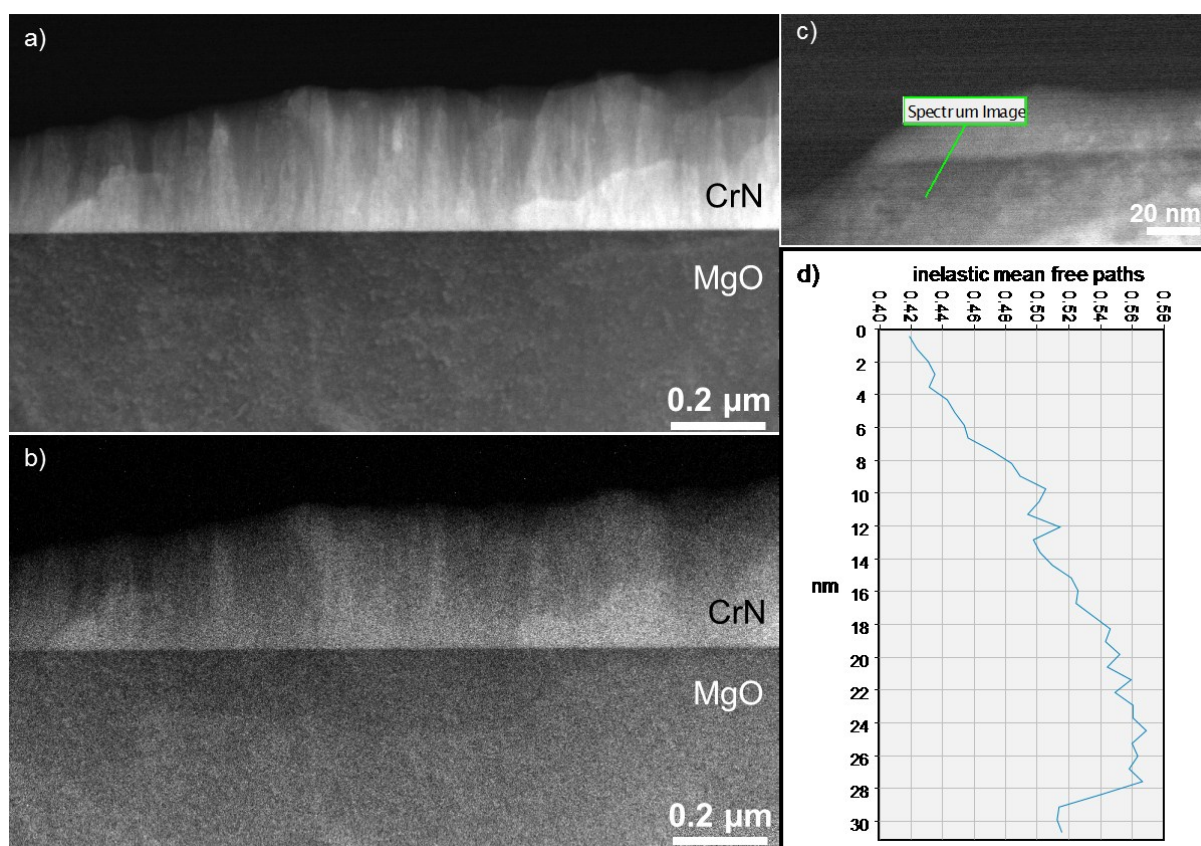 a)
CrN
MgO
0.2 µm
b)
CrN
MgO
0.2 µm
c)
Spectrum Image
20 nm
d)
inelastic mean free paths
0.40 0.42 0.44 0.46 0.48 0.50 0.52 0.54 0.56 0.58
0
2
4
6
8
10
12
14
nm
16
18
20
22
24
26
28
30